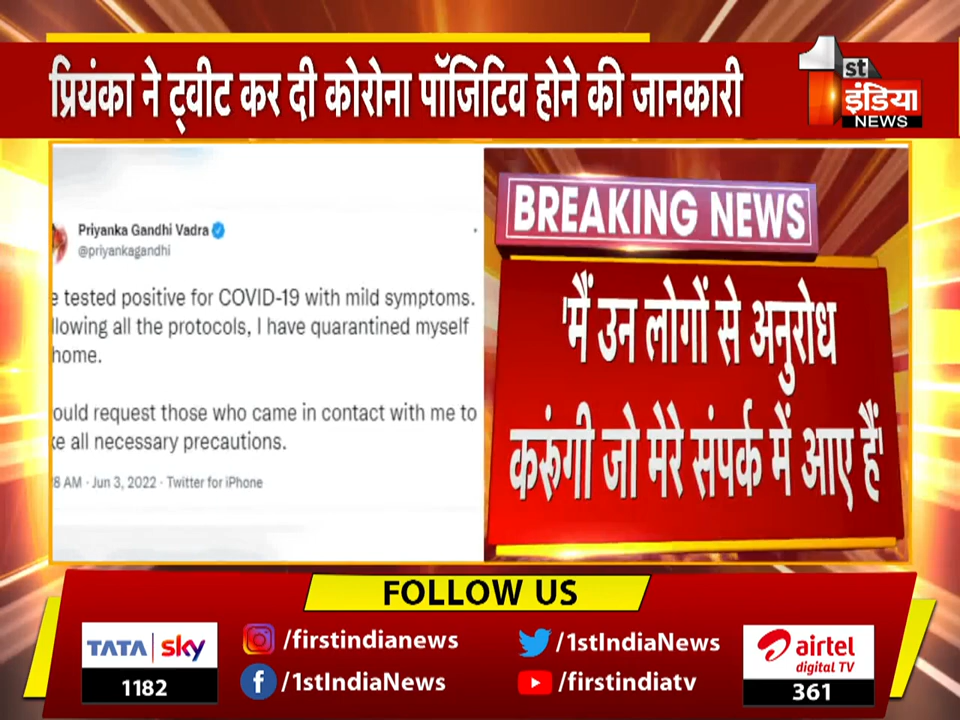 प्रियंका ने ट्वीट कर दी कोरोना पॉजिटिव होने की जानकारी
1st
इंडिया
NEWS
Priyanka Gandhi Vadra
@priyankagandhi
tested positive for COVID-19 with mild symptoms.
all the protocols, I have quarantined myself
home.
request those who came in contact with me to
all necessary precautions.
8 AM · Jun 3, 2022 · Twitter for iPhone
BREAKING NEWS
'मैं उन लोगों से अनुरोध
करूंगी जो मेरे संपर्क में आए हैं'
FOLLOW US
TATA sky
1182
/firstindianews
/1stIndiaNews
/1stIndiaNews
/firstindiatv
airtel
digital TV
361